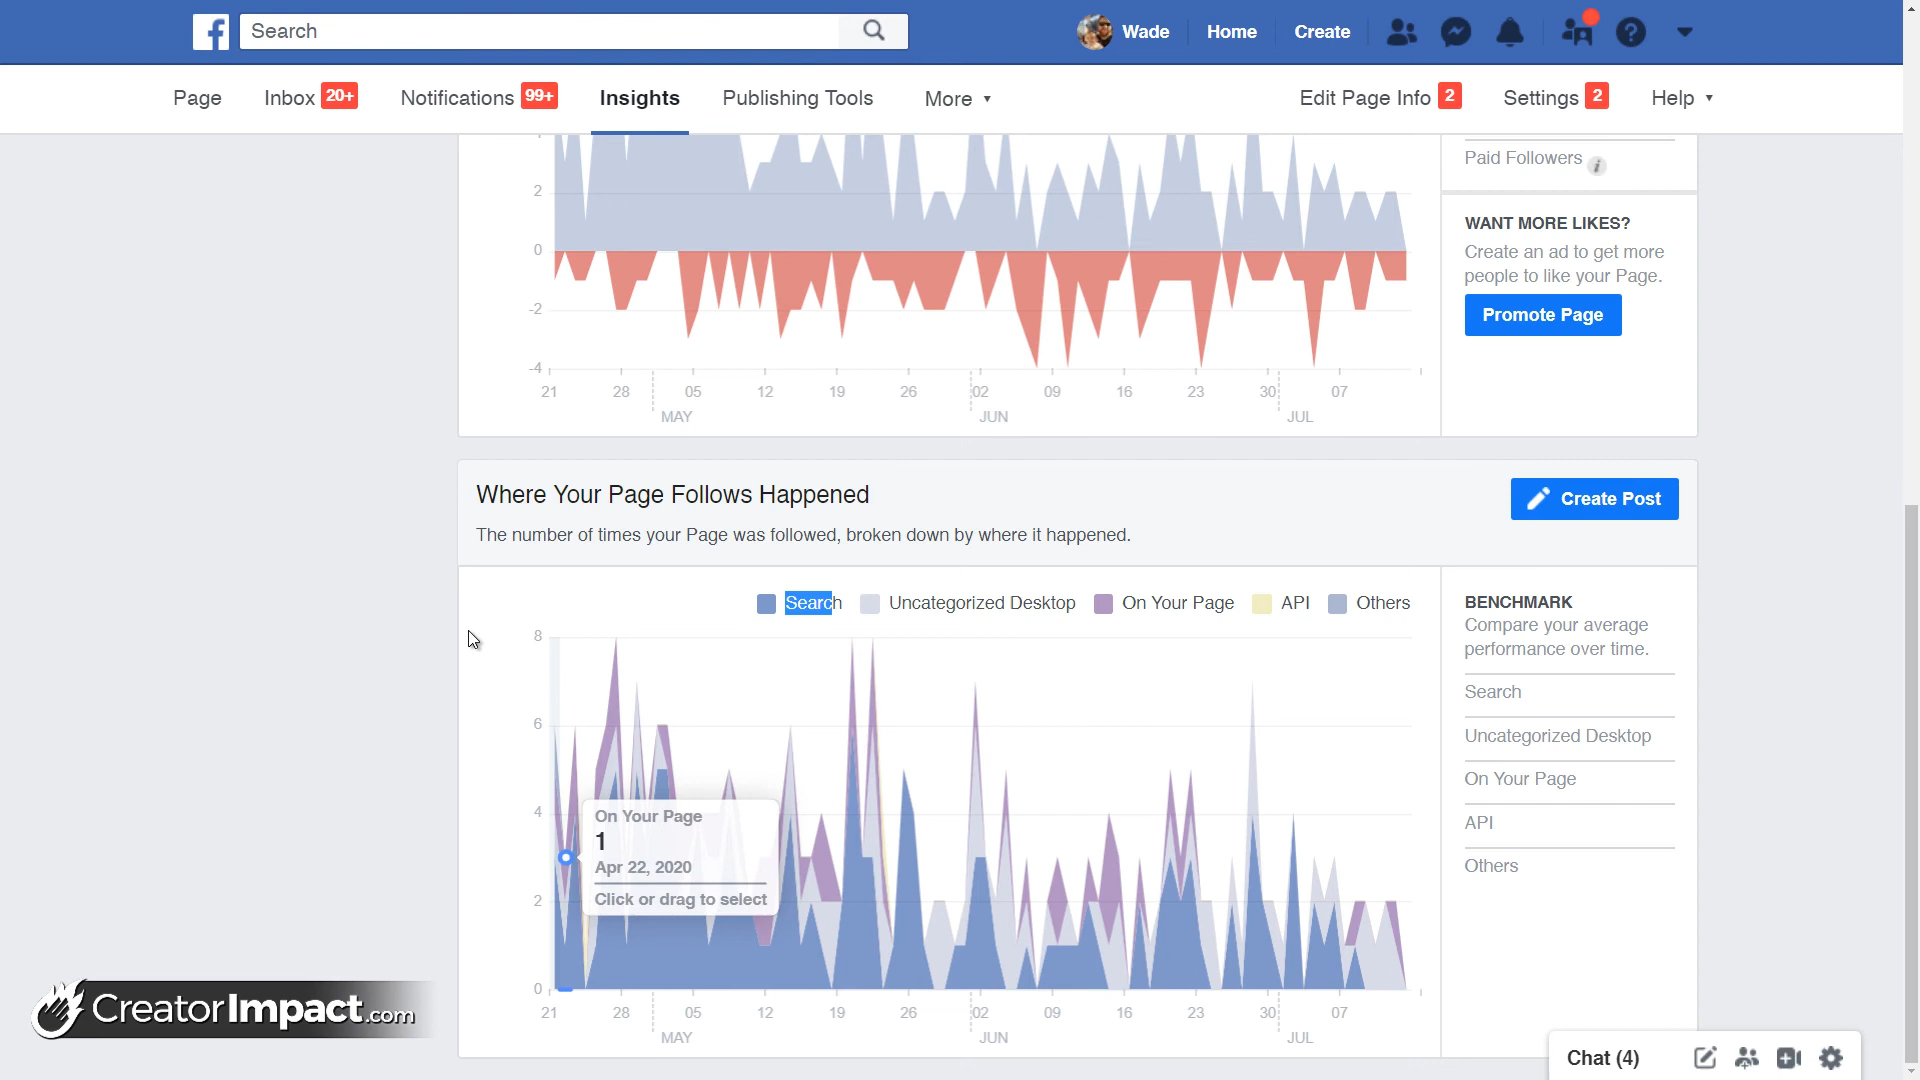 Search
Wade
Home
Create
Page
Inbox 20+
Notifications 99+
Insights
Publishing Tools
More
Edit Page Info 2
Settings 2
Help
2
0
-2
-4
21 28 05 12 19 26 02 09 16 23 30 07
MAY JUN JUL
Paid Followers i
WANT MORE LIKES?
Create an ad to get more
people to like your Page.
Promote Page
Where Your Page Follows Happened
The number of times your Page was followed, broken down by where it happened.
Create Post
Search Uncategorized Desktop On Your Page API Others
8
6
4
2
0
On Your Page
1
Apr 22, 2020
Click or drag to select
21 28 05 12 19 26 02 09 16 23 30 07
MAY JUN JUL
BENCHMARK
Compare your average
performance over time.
Search
Uncategorized Desktop
On Your Page
API
Others
CreatorImpact.com
Chat (4)